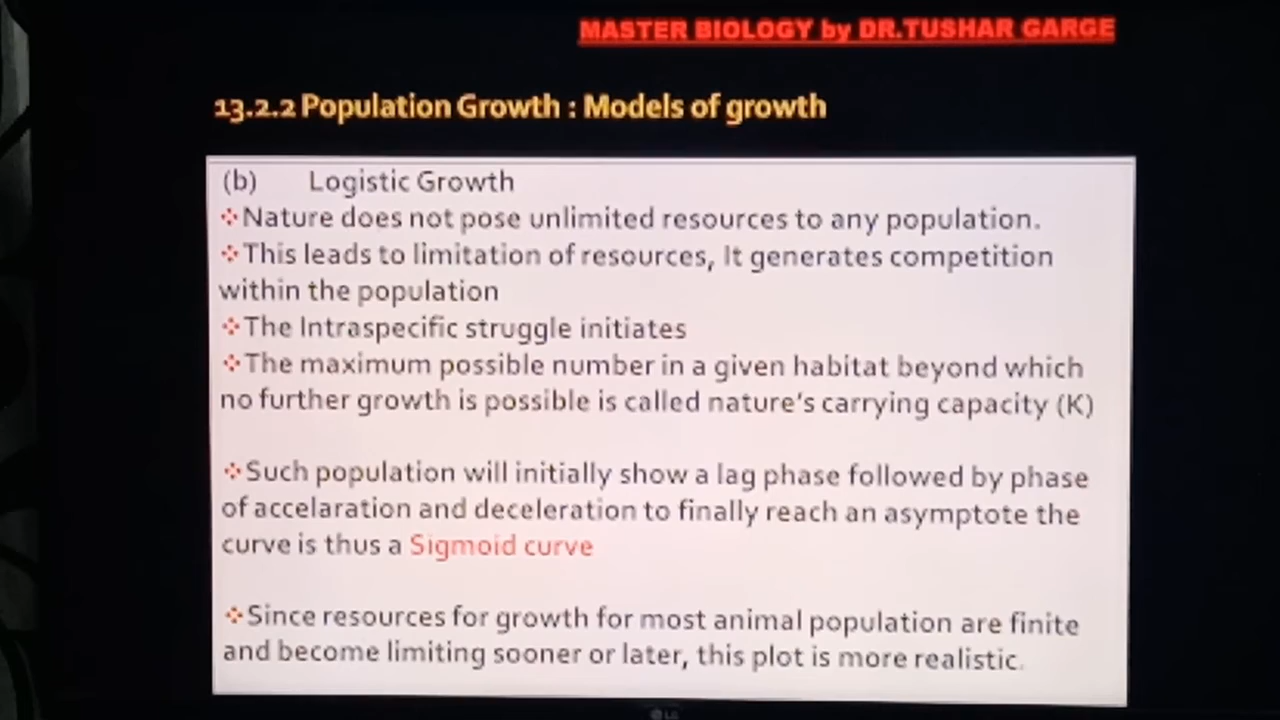 MASTER BIOLOGY by DR.TUSHAR GARGE
13.2.2 Population Growth : Models of growth
(b) Logistic Growth
❖Nature does not pose unlimited resources to any population.
❖This leads to limitation of resources, It generates competition
within the population
❖The Intraspecific struggle initiates
❖The maximum possible number in a given habitat beyond which
no further growth is possible is called nature's carrying capacity (K)
❖Such population will initially show a lag phase followed by phase
of accelaration and deceleration to finally reach an asymptote the
curve is thus a Sigmoid curve
❖Since resources for growth for most animal population are finite
and become limiting sooner or later, this plot is more realistic.
LG